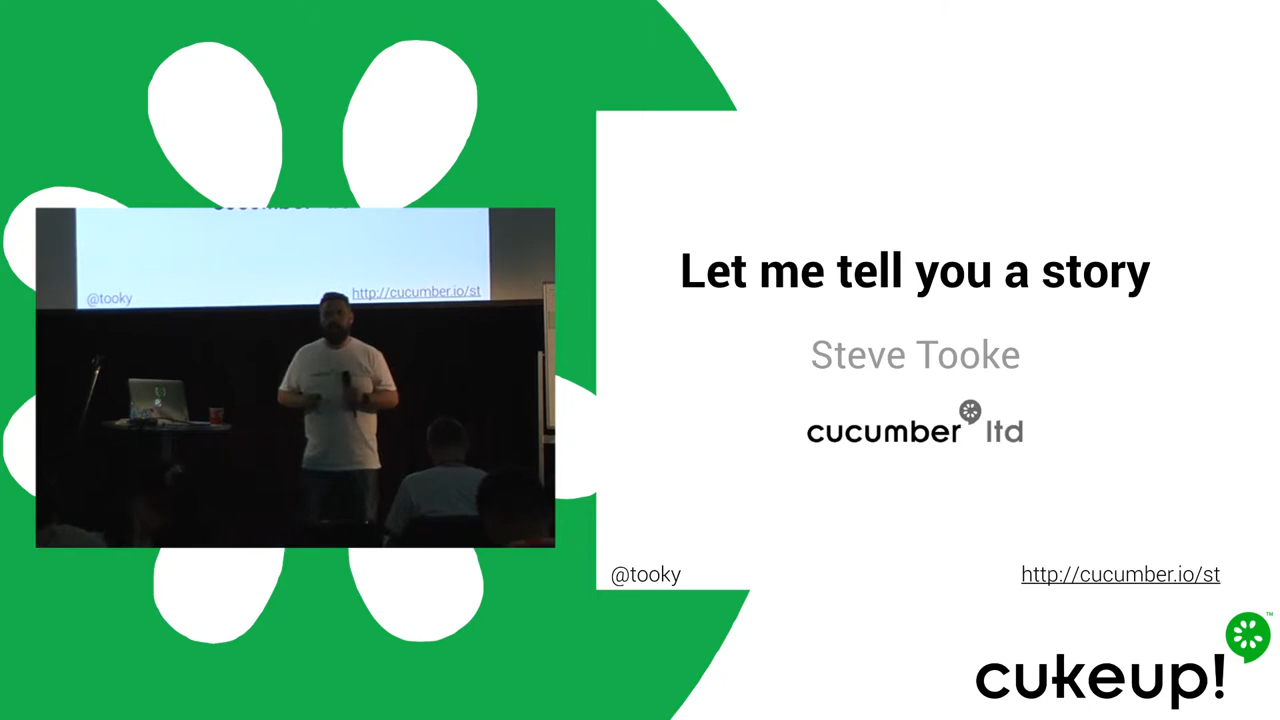 @tooky
http://cucumber.io/st
Let me tell you a story
Steve Tooke
cucumber ltd
@tooky
http://cucumber.io/st
cukeup!
TM